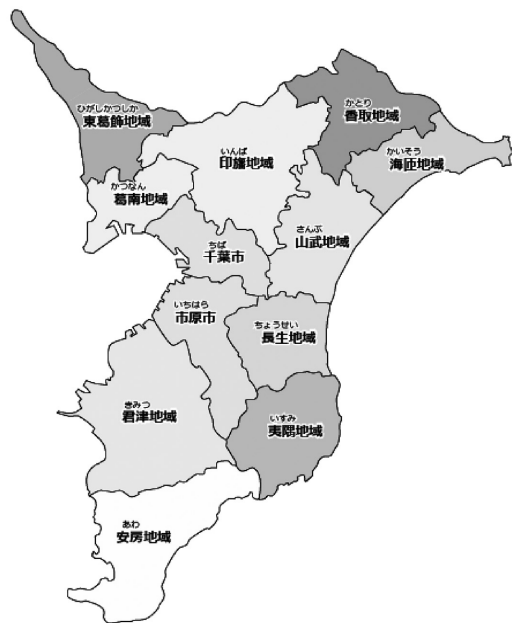 ひがしかつしか
東葛飾地域
かとり
香取地域
いんば
印旛地域
かいそう
海匝地域
かつなん
葛南地域
さんぶ
山武地域
ちば
千葉市
いちはら
市原市
ちょうせい
長生地域
きみつ
君津地域
いすみ
夷隅地域
あわ
安房地域